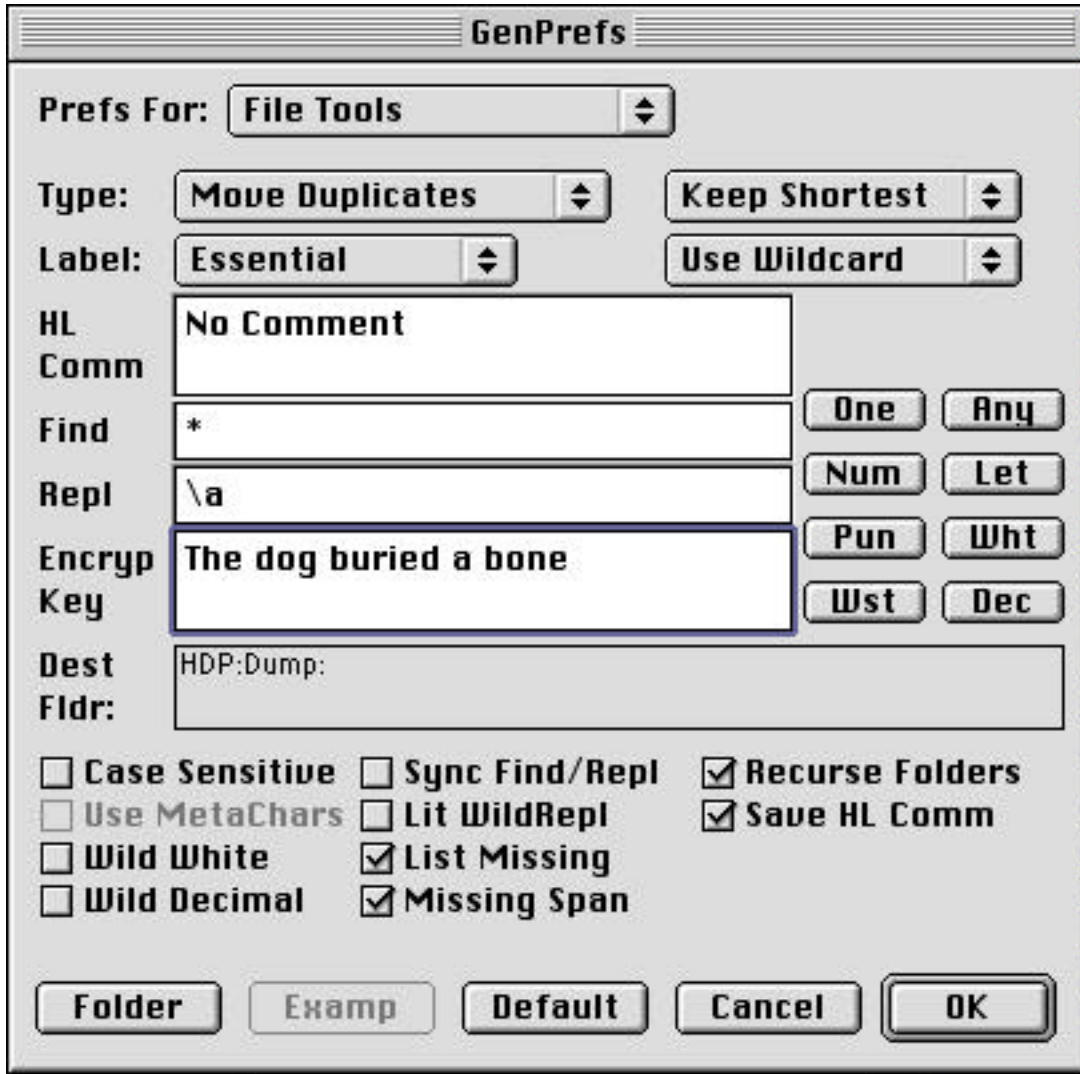 GenPrefs
Prefs For: File Tools
Type: Move Duplicates Keep Shortest
Label: Essential Use Wildcard
HL Comm No Comment
One Any
Find *
Num Let
Repl \a
Pun Wht
Encryp Key The dog buried a bone
Wst Dec
Dest Fldr: HDP:Dump:
Case Sensitive Sync Find/Repl Recurse Folders
Use MetaChars Lit WildRepl Save HL Comm
Wild White List Missing
Wild Decimal Missing Span
Folder Examp Default Cancel OK